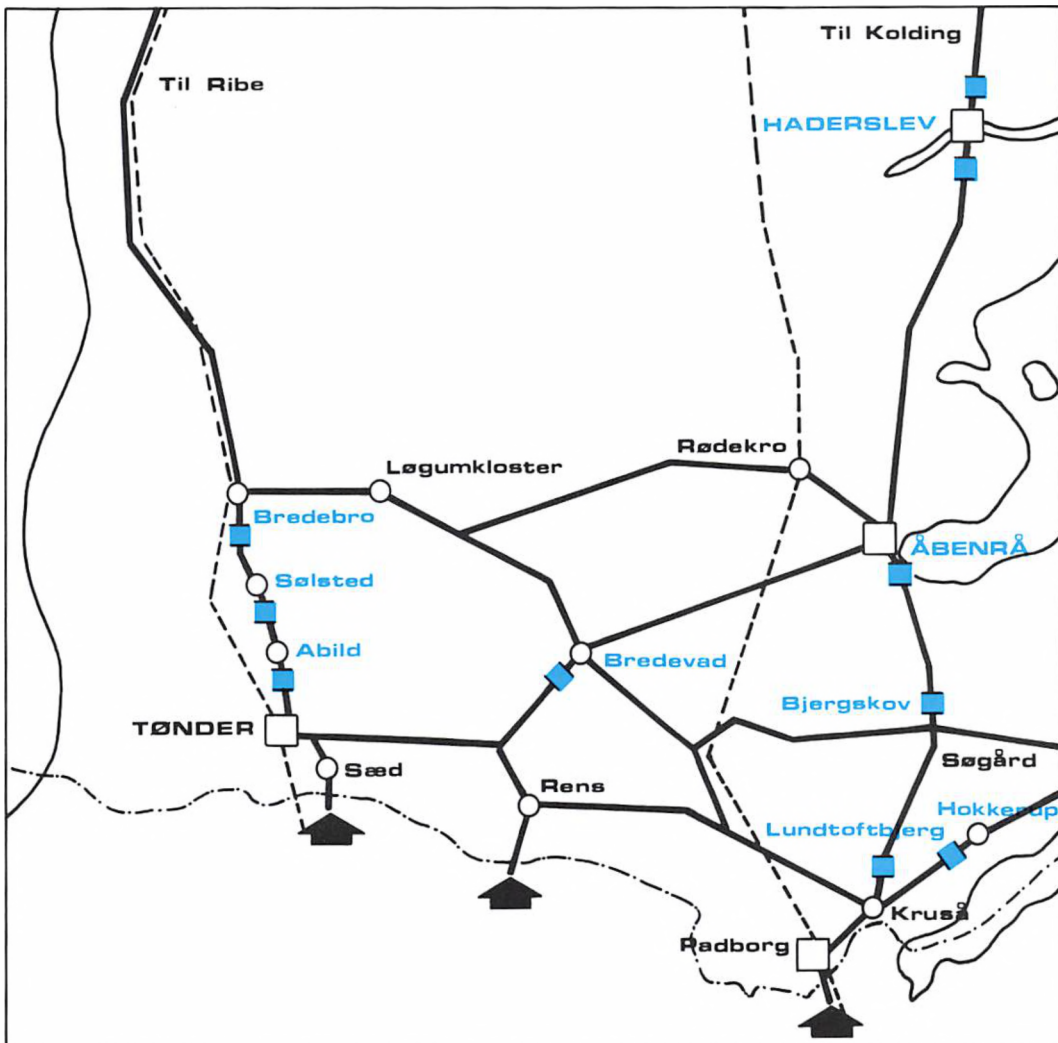 Til Kolding
Til Ribe
HADERSLEV
Rødekro
Løgumkloster
Bredebro
ÅBENRÅ
Sølsted
Abild
Bredevad
Bjergskov
TØNDER
Søgård
Sæd
Rens
Hokkerup
Lundtoftbjerg
Kruså
Padborg